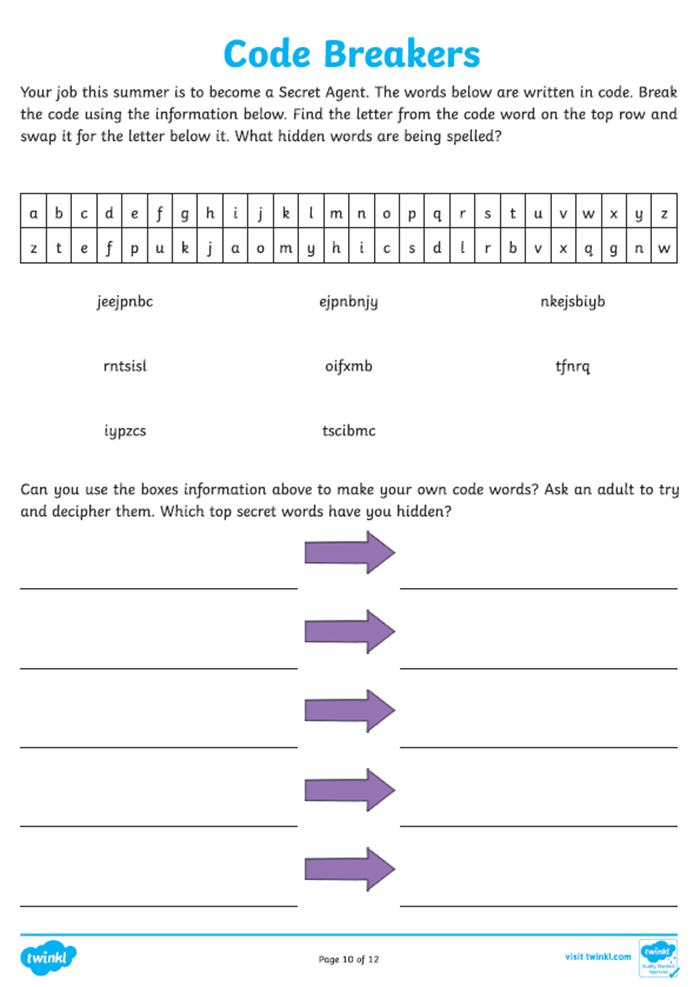 Code Breakers
Your job this summer is to become a Secret Agent. The words below are written in code. Break
the code using the information below. Find the letter from the code word on the top row and
swap it for the letter below it. What hidden words are being spelled?
a b c d e f g h i j k l m n o p q r s t u v w x y z
z t e f p u k j a o m y h i c s d l r b v x q g n w
jeejpnbc ejpnbnjy nkejsbiyb
rntsisl oifxmb tfnrq
iypzcs tscibmc
Can you use the boxes information above to make your own code words? Ask an adult to try
and decipher them. Which top secret words have you hidden?
twinkl
Page 10 of 12
visit twinkl.com
twinkl
Quality Standard
Approved